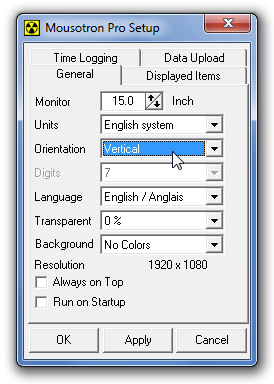 Mousotron Pro Setup
Time Logging Data Upload
General Displayed Items
Monitor 15.0 Inch
Units English system
Orientation Vertical
Digits 7
Language English / Anglais
Transparent 0 %
Background No Colors
Resolution 1920 x 1080
Always on Top
Run on Startup
OK Apply Cancel